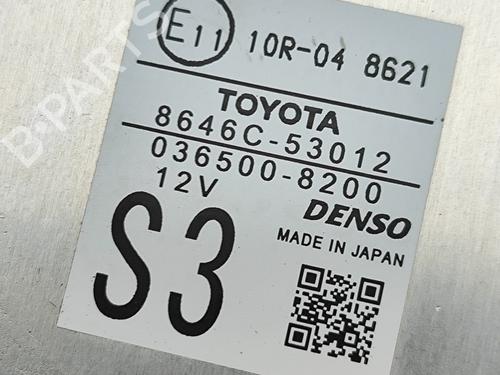 E11 10R-04 8621
TOYOTA
8646C-53012
036500-8200
12V DENSO
MADE IN JAPAN
S3
B-PARTS